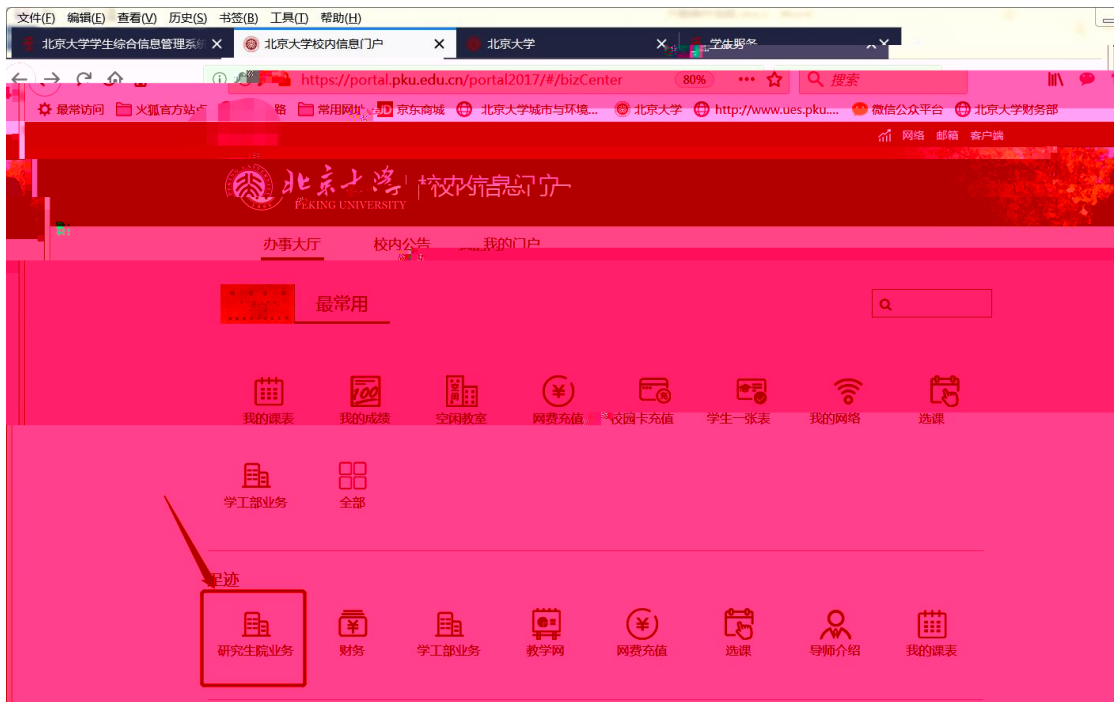 文件(F) 编辑(E) 查看(V) 历史(S) 书签(B) 工具(T) 帮助(H)
北京大学学生综合信息管理系统 北京大学校内信息门户 北京大学
https://portal.pku.edu.cn/portal2017/#/bizCenter 80% 搜索
最常访问 火狐官方站点 常用网址 JD 京东商城 北京大学城市与环境... 北京大学 http://www.ues.pku.... 微信公众平台 北京大学财务部
网络 邮箱 客户端
北京大学 校内信息门户
PEKING UNIVERSITY
办事大厅 校内公告 我的门户
最常用
我的课表 我的成绩 空闲教室 网费充值 校园卡充值 学生一张表 我的网络 选课
学工部业务 全部
足迹
研究生院业务 财务 学工部业务 教学网 网费充值 选课 导师介绍 我的课表